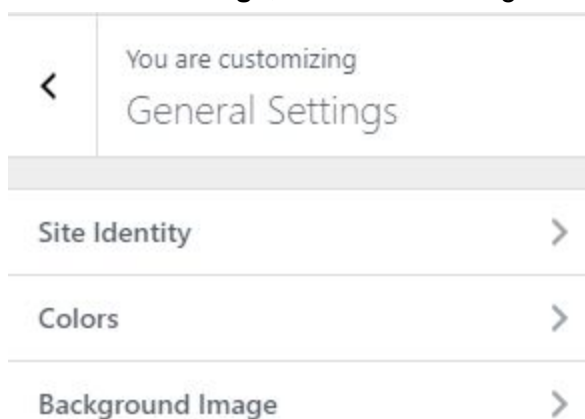 You are customizing
General Settings
Site Identity
Colors
Background Image